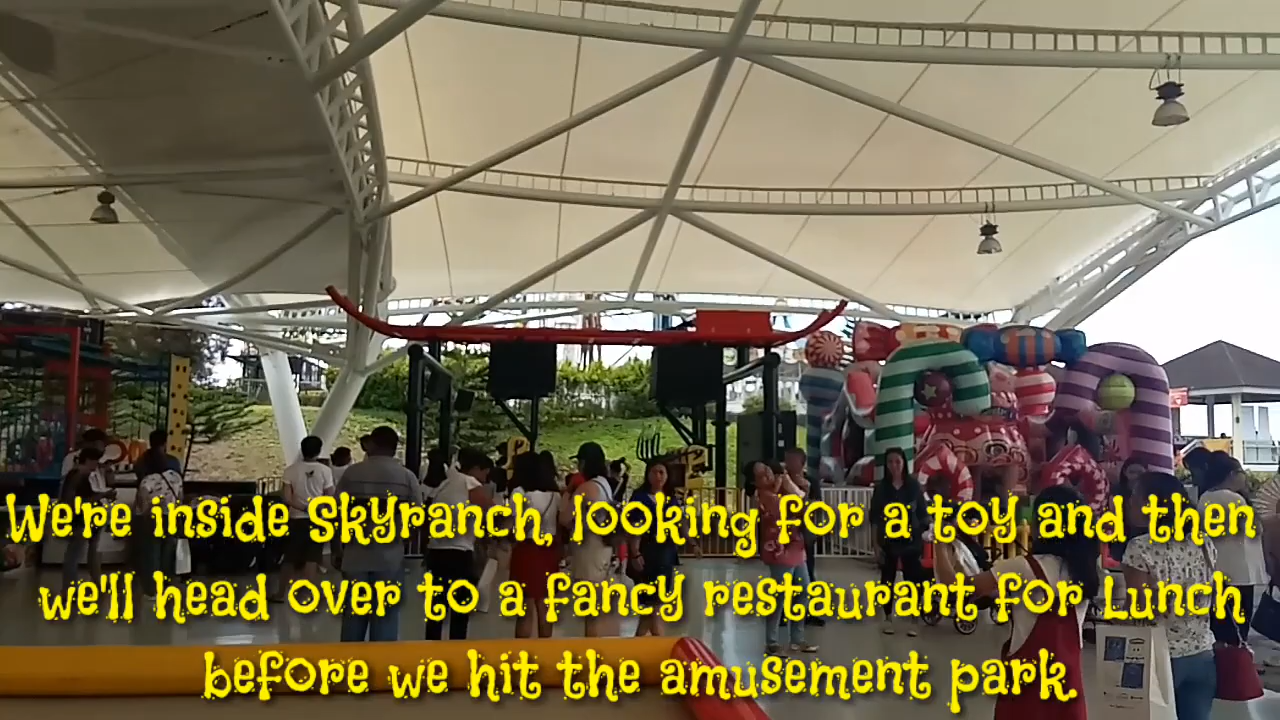 We're inside Skyranch, looking for a toy and then
we'll head over to a fancy restaurant for Lunch
before we hit the amusement park.